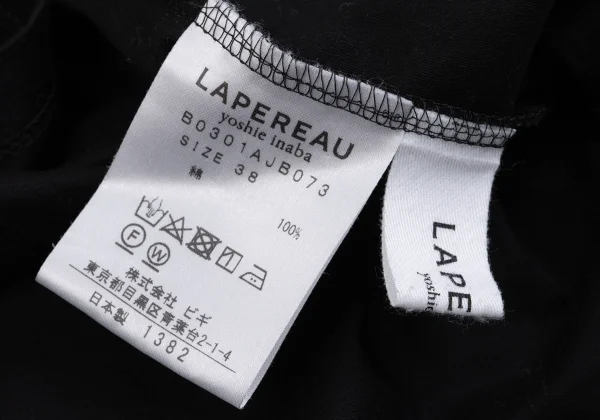 LAPEREAU
yoshie inaba
B0301AJB073
SIZE 38
綿 100%
F W
株式会社 ビギ
東京都目黒区青葉台2-1-4
日本製 1382
LAPE
yoshie